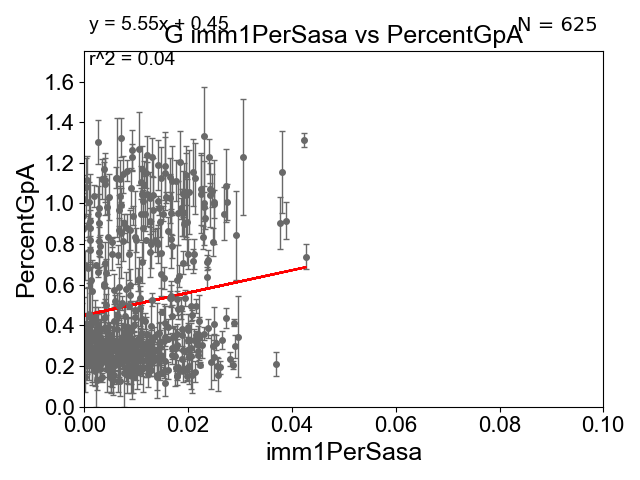 y = 5.55x + 0.45
N = 625
G imm1PerSasa vs PercentGpA
r^2 = 0.04
1.6
1.4
1.2
1.0
0.8
0.6
0.4
0.2
0.0
PercentGpA
0.00 0.02 0.04 0.06 0.08 0.10
imm1PerSasa